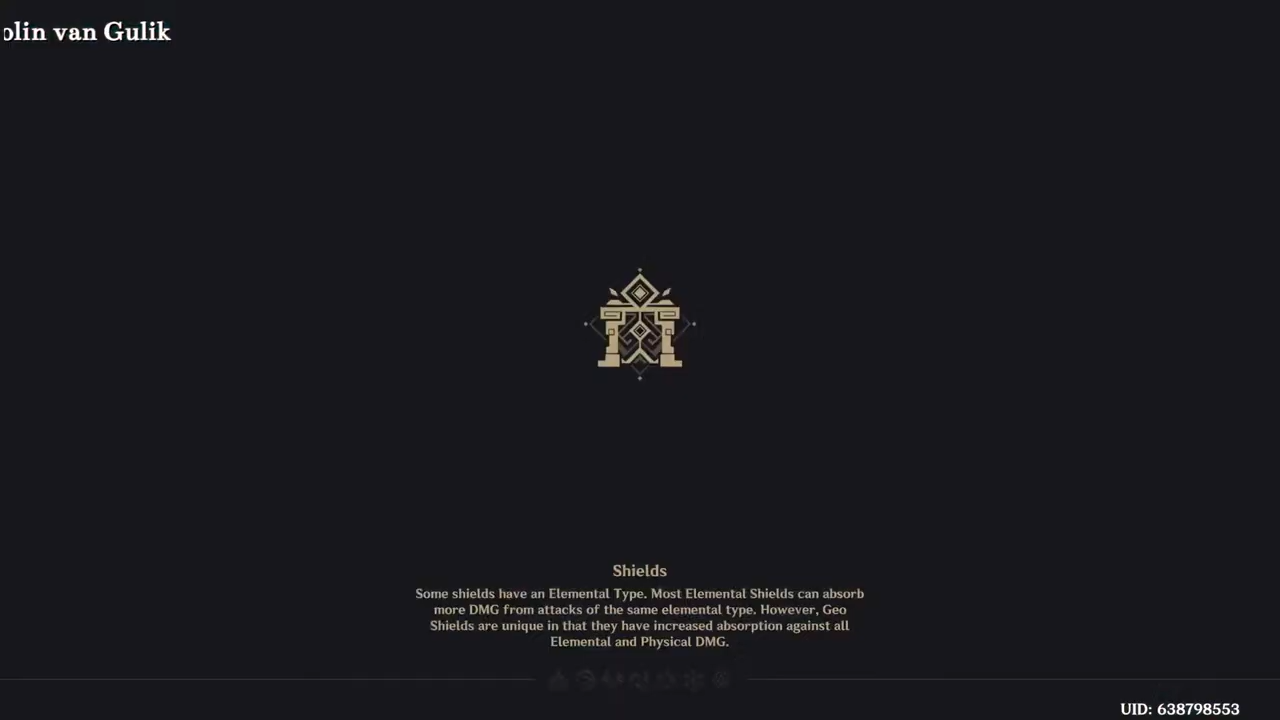 olin van Gulik
Shields
Some shields have an Elemental Type. Most Elemental Shields can absorb
more DMG from attacks of the same elemental type. However, Geo
Shields are unique in that they have increased absorption against all
Elemental and Physical DMG.
UID: 638798553